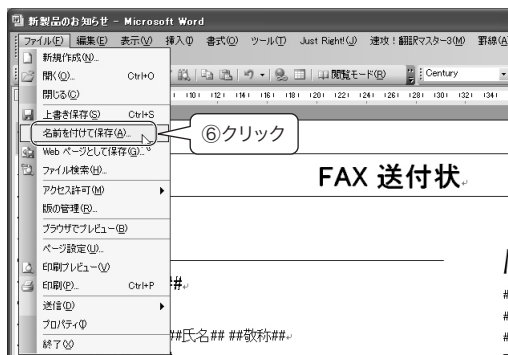 新製品のお知らせ - Microsoft Word
ファイル(F) 編集(E) 表示(V) 挿入(I) 書式(O) ツール(T) Just Right!(J) 速攻!翻訳マスター3(M) 罫線(A)
新規作成(N)...
開く(O)... Ctrl+O
閲覧モード(R) Century
閉じる(C)
上書き保存(S) Ctrl+S
名前を付けて保存(A)...
⑥クリック
Web ページとして保存(G)...
ファイル検索(H)...
FAX 送付状
アクセス許可(M)
版の管理(R)...
ブラウザでプレビュー(B)
ページ設定(U)...
印刷プレビュー(V)
印刷(P)... Ctrl+P
##
送信(D)
プロパティ(I)
##氏名## ##敬称##
終了(X)